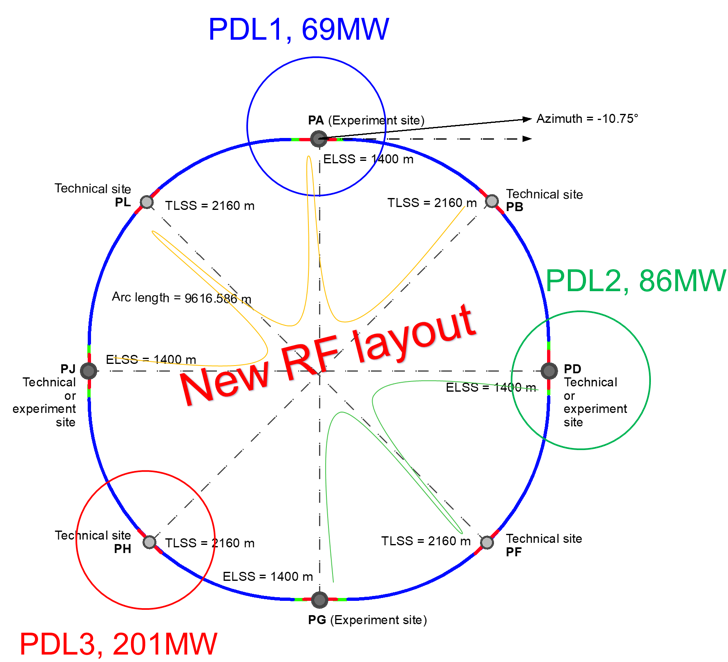 PDL1, 69MW
PA (Experiment site)
Azimuth = -10.75°
ELSS = 1400 m
Technical site
PL
TLSS = 2160 m
TLSS = 2160 m
Technical site
PB
PDL2, 86MW
Arc length = 9616.586 m
New RF layout
ELSS = 1400 m
PJ
Technical
or
experiment
site
ELSS = 1400 m
PD
Technical
or
experiment
site
Technical site
PH
TLSS = 2160 m
TLSS = 2160 m
Technical site
PF
ELSS = 1400 m
PG (Experiment site)
PDL3, 201MW